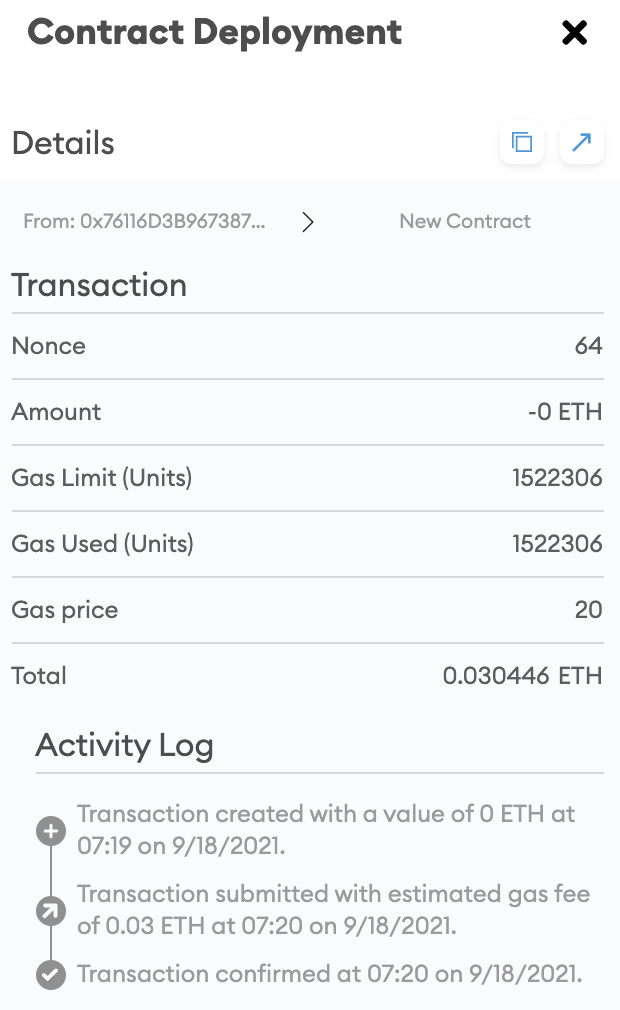 Contract Deployment
Details
From: 0x76116D3B967387... New Contract
Transaction
Nonce 64
Amount -0 ETH
Gas Limit (Units) 1522306
Gas Used (Units) 1522306
Gas price 20
Total 0.030446 ETH
Activity Log
Transaction created with a value of 0 ETH at
07:19 on 9/18/2021.
Transaction submitted with estimated gas fee
of 0.03 ETH at 07:20 on 9/18/2021.
Transaction confirmed at 07:20 on 9/18/2021.